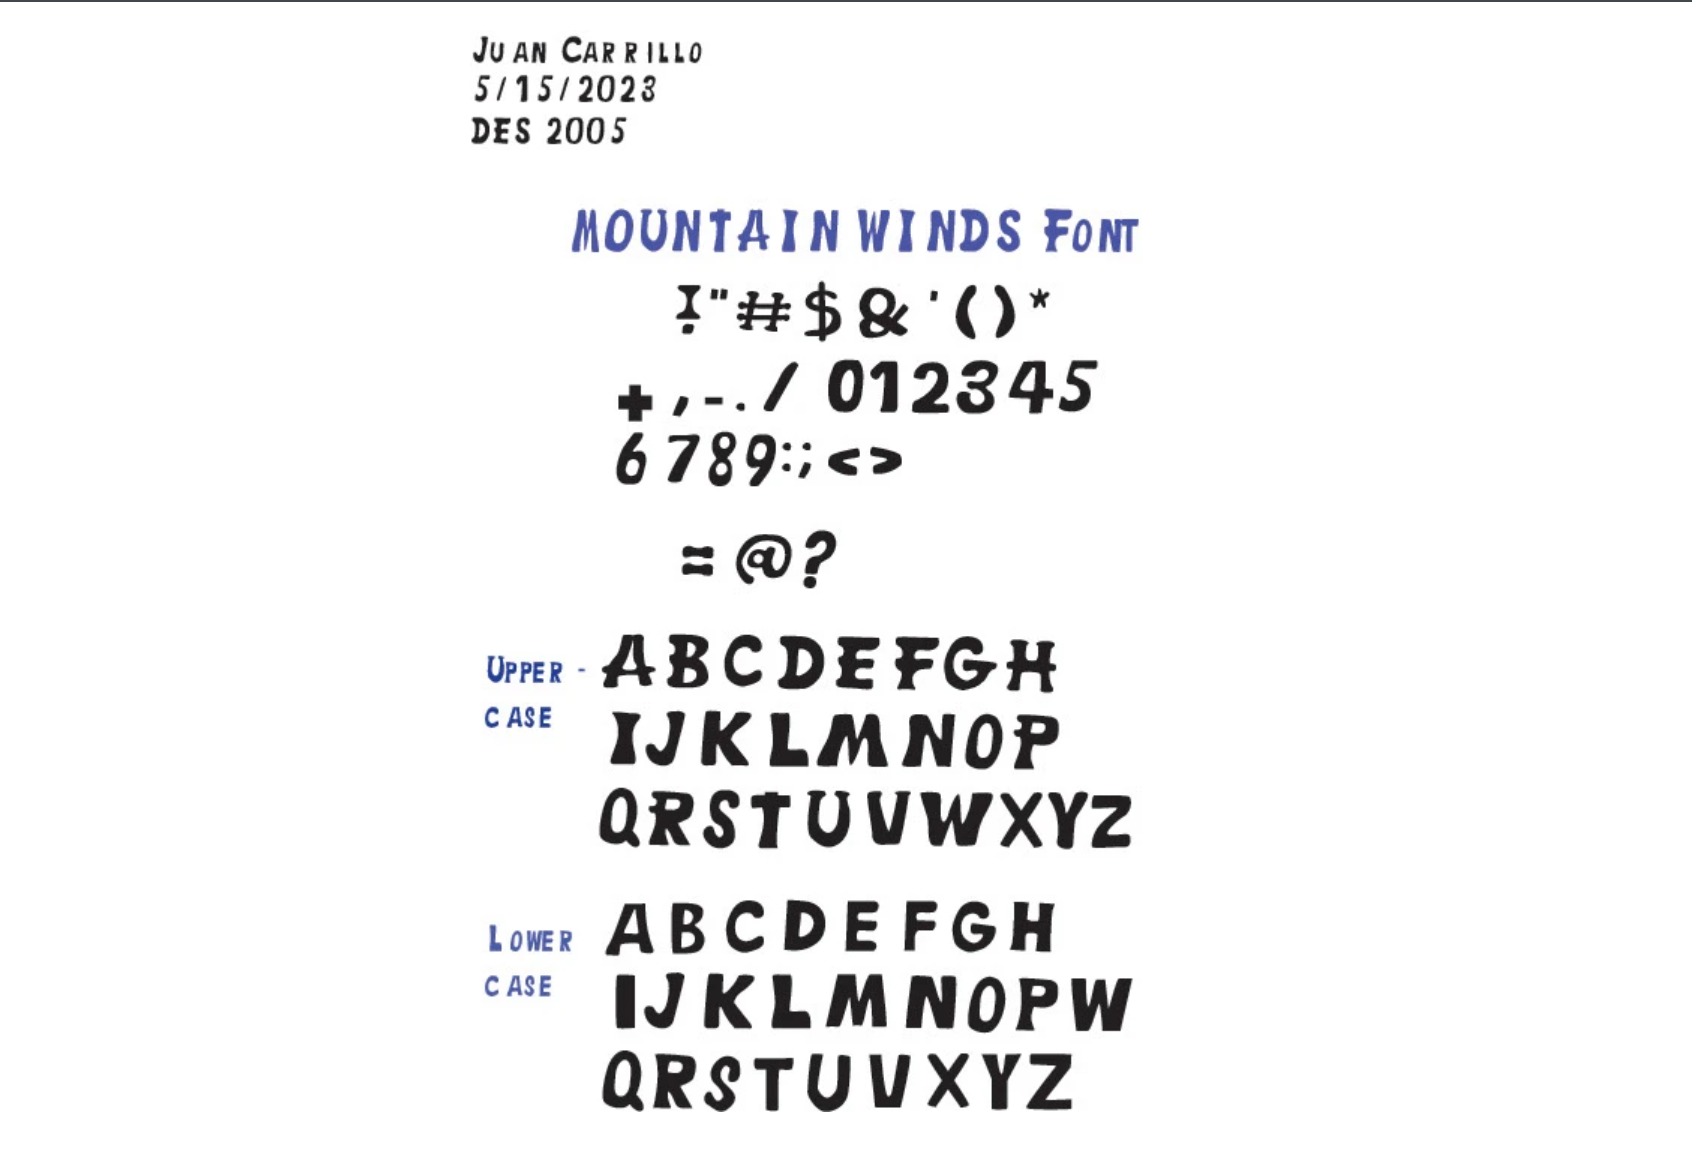 JUAN CARRILLO
5/15/2023
DES 2005
MOUNTAIN WINDS FONT
!"#$&'()*
+,-./ 012345
6789:;<>
=@?
UPPER - ABCDEFGH
CASE
IJKLMNOP
QRSTUVWXYZ
LOWER ABCDEFGH
CASE
IJKLMNOPW
QRSTUVXYZ